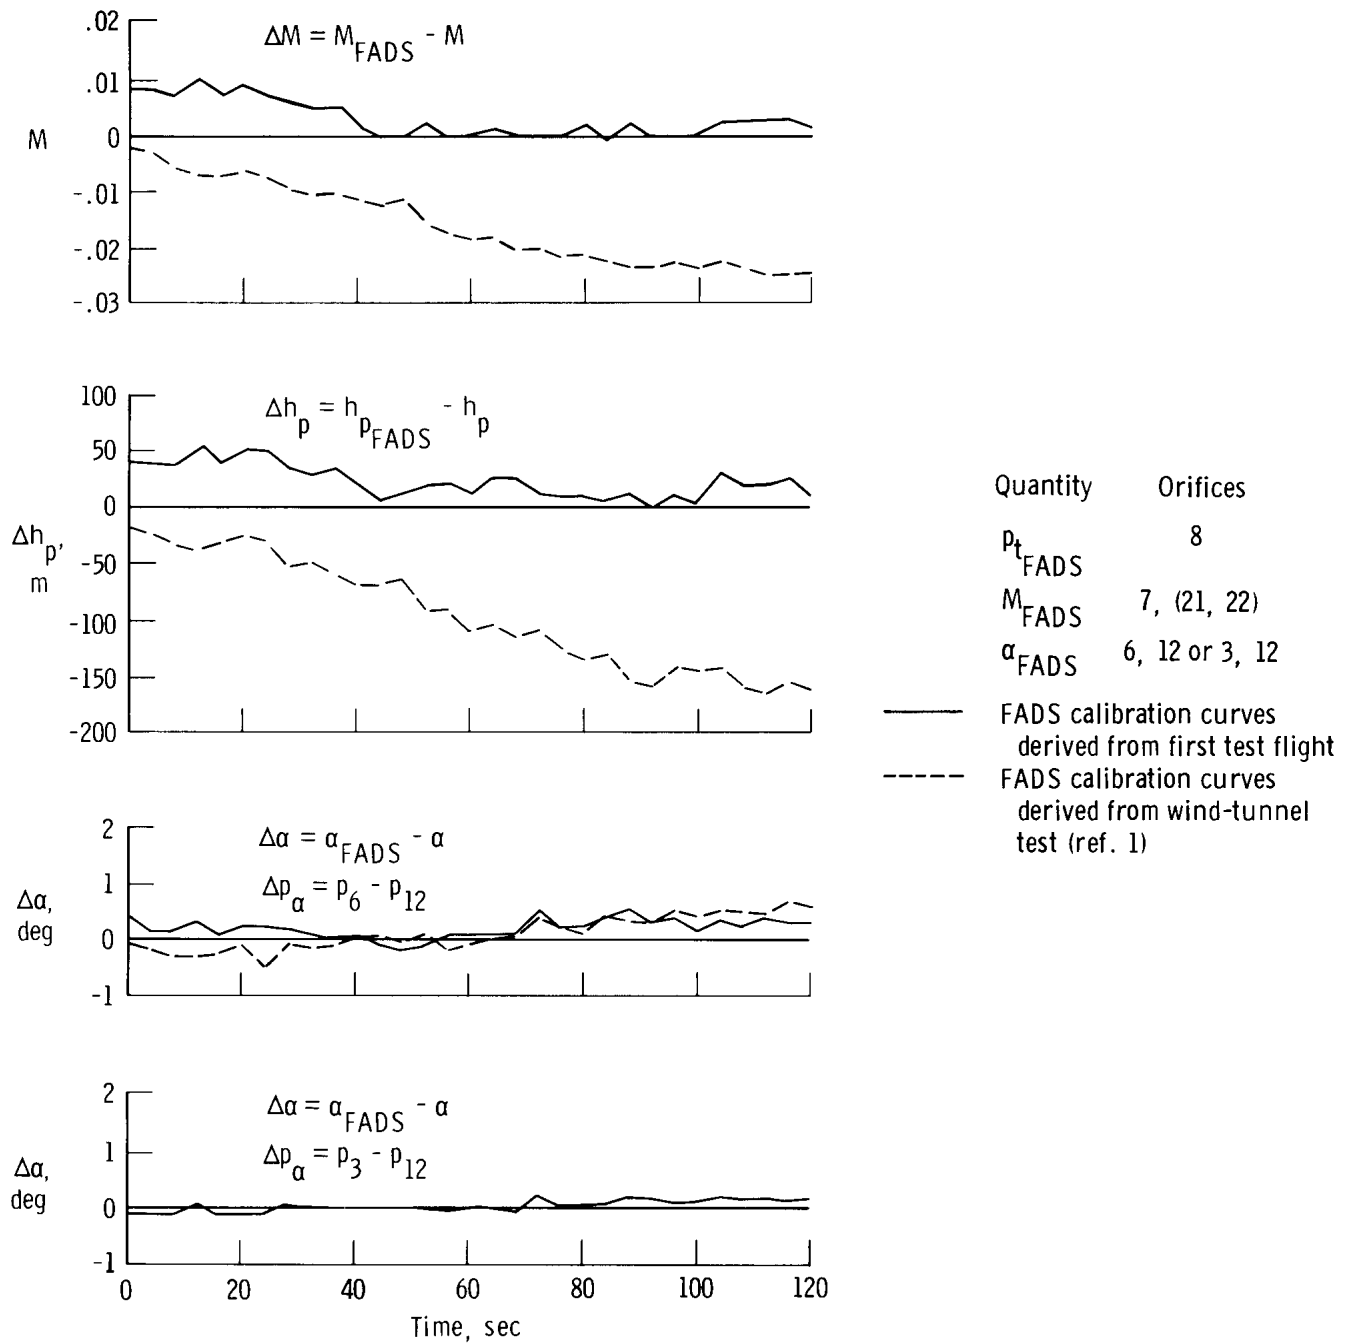 .02
.01
0
-.01
-.02
-.03
M
ΔM = M_FADS - M
100
50
0
-50
-100
-150
-200
Δh_p,
m
Δh_p = h_p_FADS - h_p
2
1
0
-1
Δα,
deg
Δα = α_FADS - α
Δp_α = p_6 - p_12
2
1
0
-1
Δα,
deg
Δα = α_FADS - α
Δp_α = p_3 - p_12
0 20 40 60 80 100 120
Time, sec
Quantity Orifices
p_t_FADS 8
M_FADS 7, (21, 22)
α_FADS 6, 12 or 3, 12
FADS calibration curves
derived from first test flight
FADS calibration curves
derived from wind-tunnel
test (ref. 1)